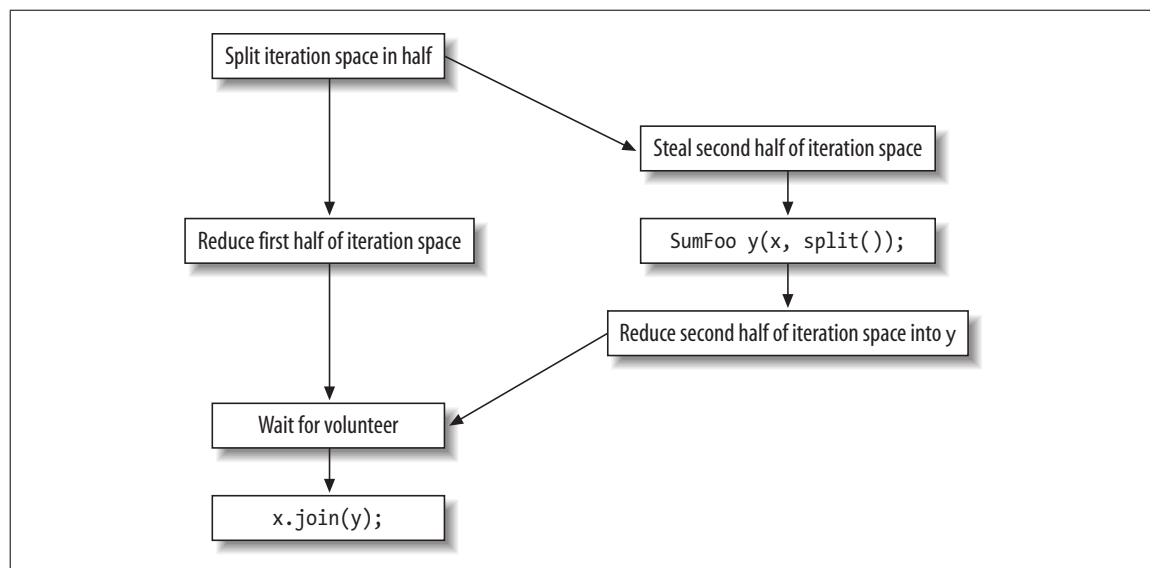 Split iteration space in half
Steal second half of iteration space
Reduce first half of iteration space
SumFoo y(x, split());
Reduce second half of iteration space into y
Wait for volunteer
x.join(y);